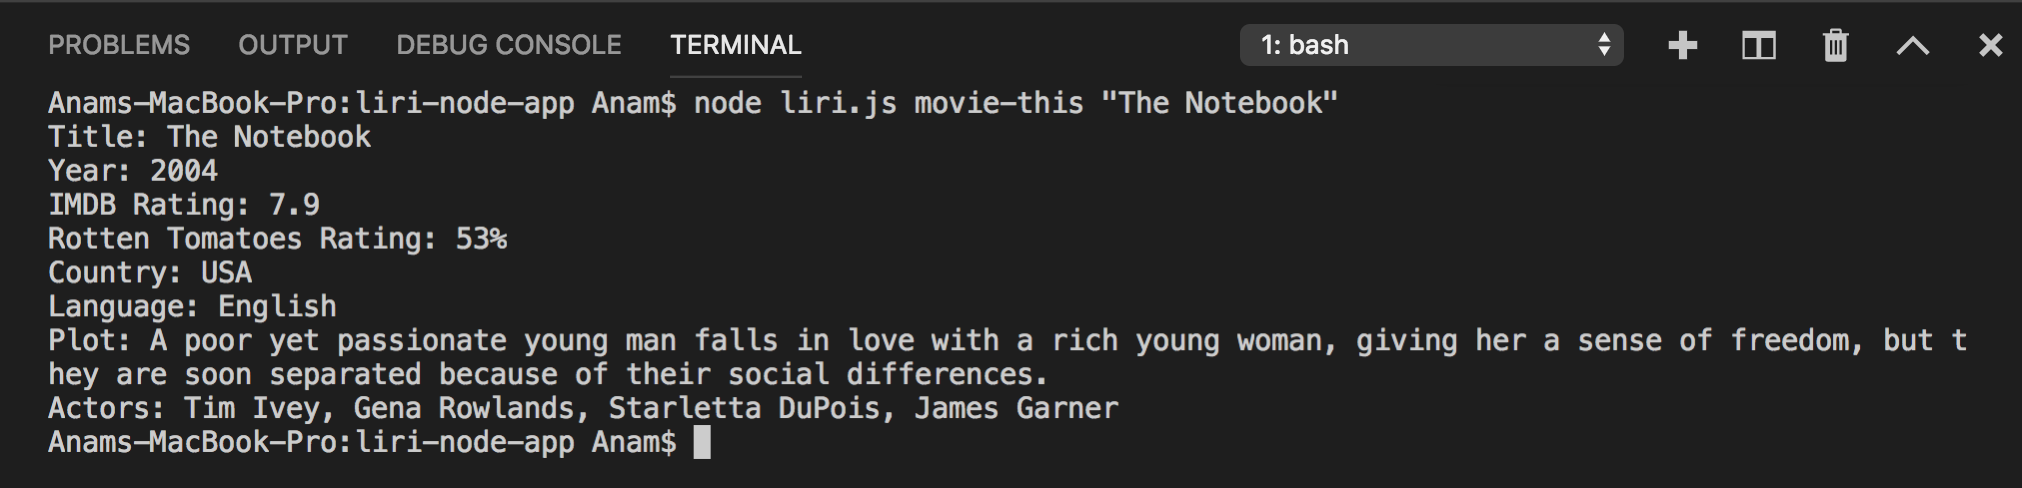 PROBLEMS OUTPUT DEBUG CONSOLE TERMINAL 1: bash
Anams-MacBook-Pro:liri-node-app Anam$ node liri.js movie-this "The Notebook"
Title: The Notebook
Year: 2004
IMDB Rating: 7.9
Rotten Tomatoes Rating: 53%
Country: USA
Language: English
Plot: A poor yet passionate young man falls in love with a rich young woman, giving her a sense of freedom, but t
hey are soon separated because of their social differences.
Actors: Tim Ivey, Gena Rowlands, Starletta DuPois, James Garner
Anams-MacBook-Pro:liri-node-app Anam$